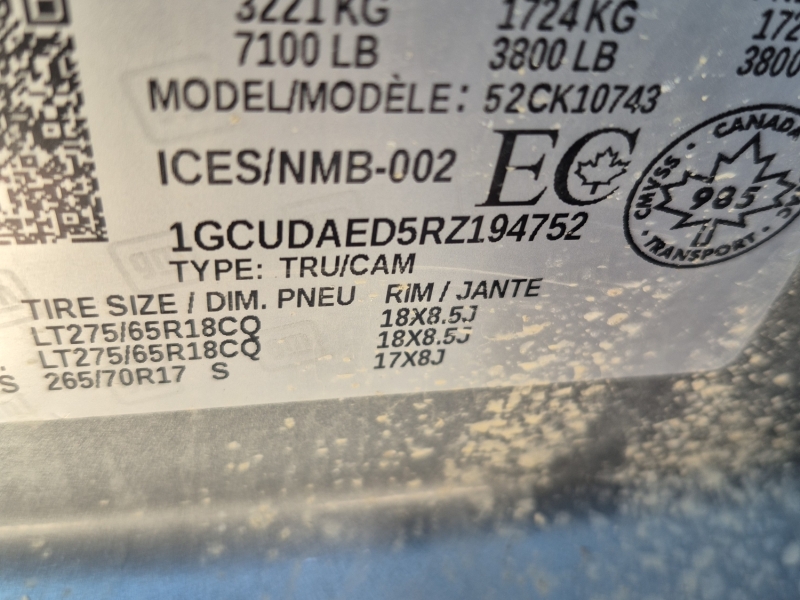 3221 KG 1724 KG 172
7100 LB 3800 LB 3800
MODEL/MODÈLE: 52CK10743
ICES/NMB-002 EC
CANADA
CMVSS
985
TRANSPORT
1GCUDAED5RZ194752
TYPE: TRU/CAM
TIRE SIZE / DIM. PNEU RIM / JANTE
LT275/65R18CQ 18X8.5J
LT275/65R18CQ 18X8.5J
S 265/70R17 S 17X8J